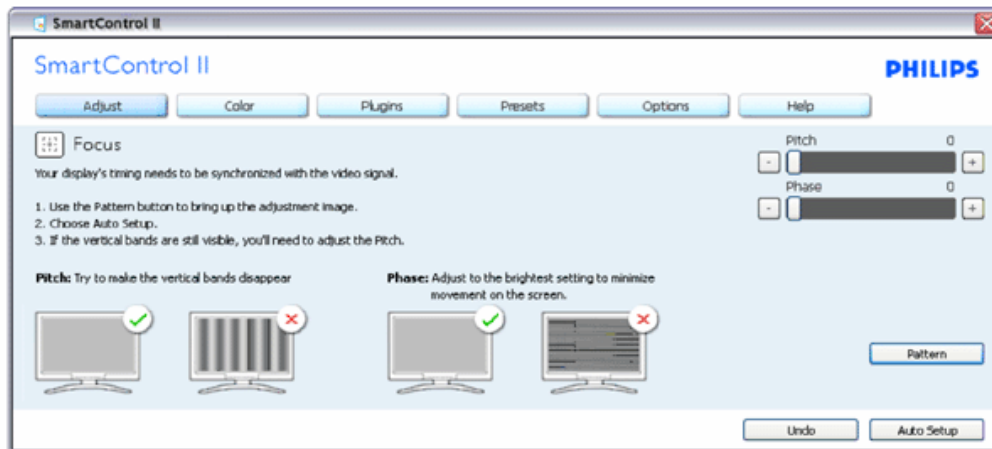 SmartControl II
SmartControl II
PHILIPS
Adjust Color Plugins Presets Options Help
Focus
Pitch 0
- +
Phase 0
- +
Your display's timing needs to be synchronized with the video signal.
1. Use the Pattern button to bring up the adjustment image.
2. Choose Auto Setup.
3. If the vertical bands are still visible, you'll need to adjust the Pitch.
Pitch: Try to make the vertical bands disappear
Phase: Adjust to the brightest setting to minimize
movement on the screen.
Pattern
Undo Auto Setup